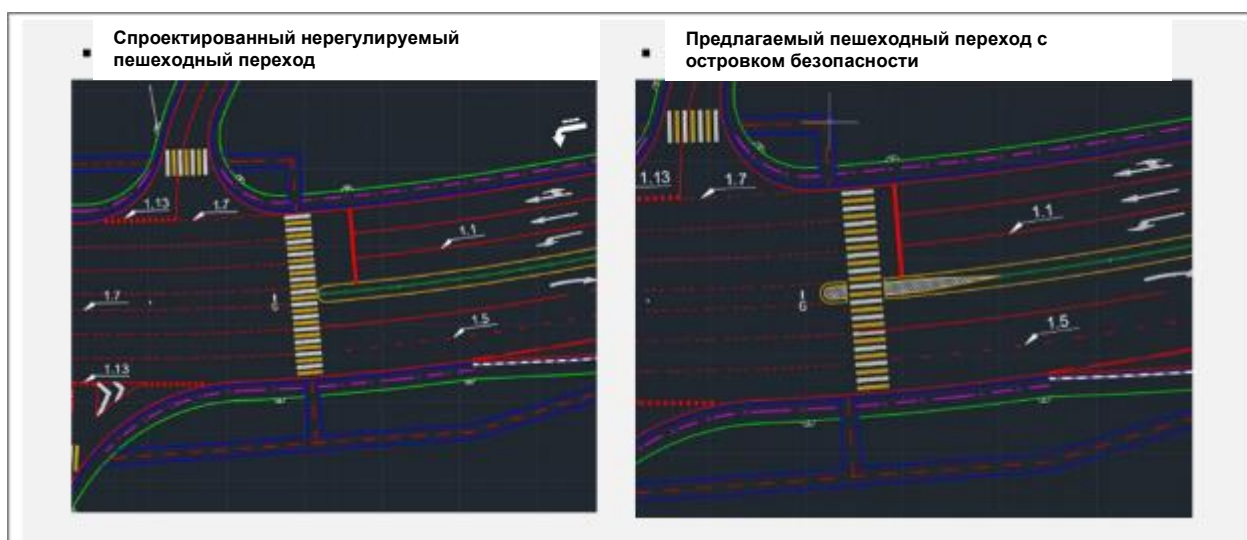 Спроектированный нерегулируемый
пешеходный переход
Предлагаемый пешеходный переход с
островком безопасности
1.13
1.7
1.1
1.7
1.5
1.13
1.13
1.7
1.1
1.5